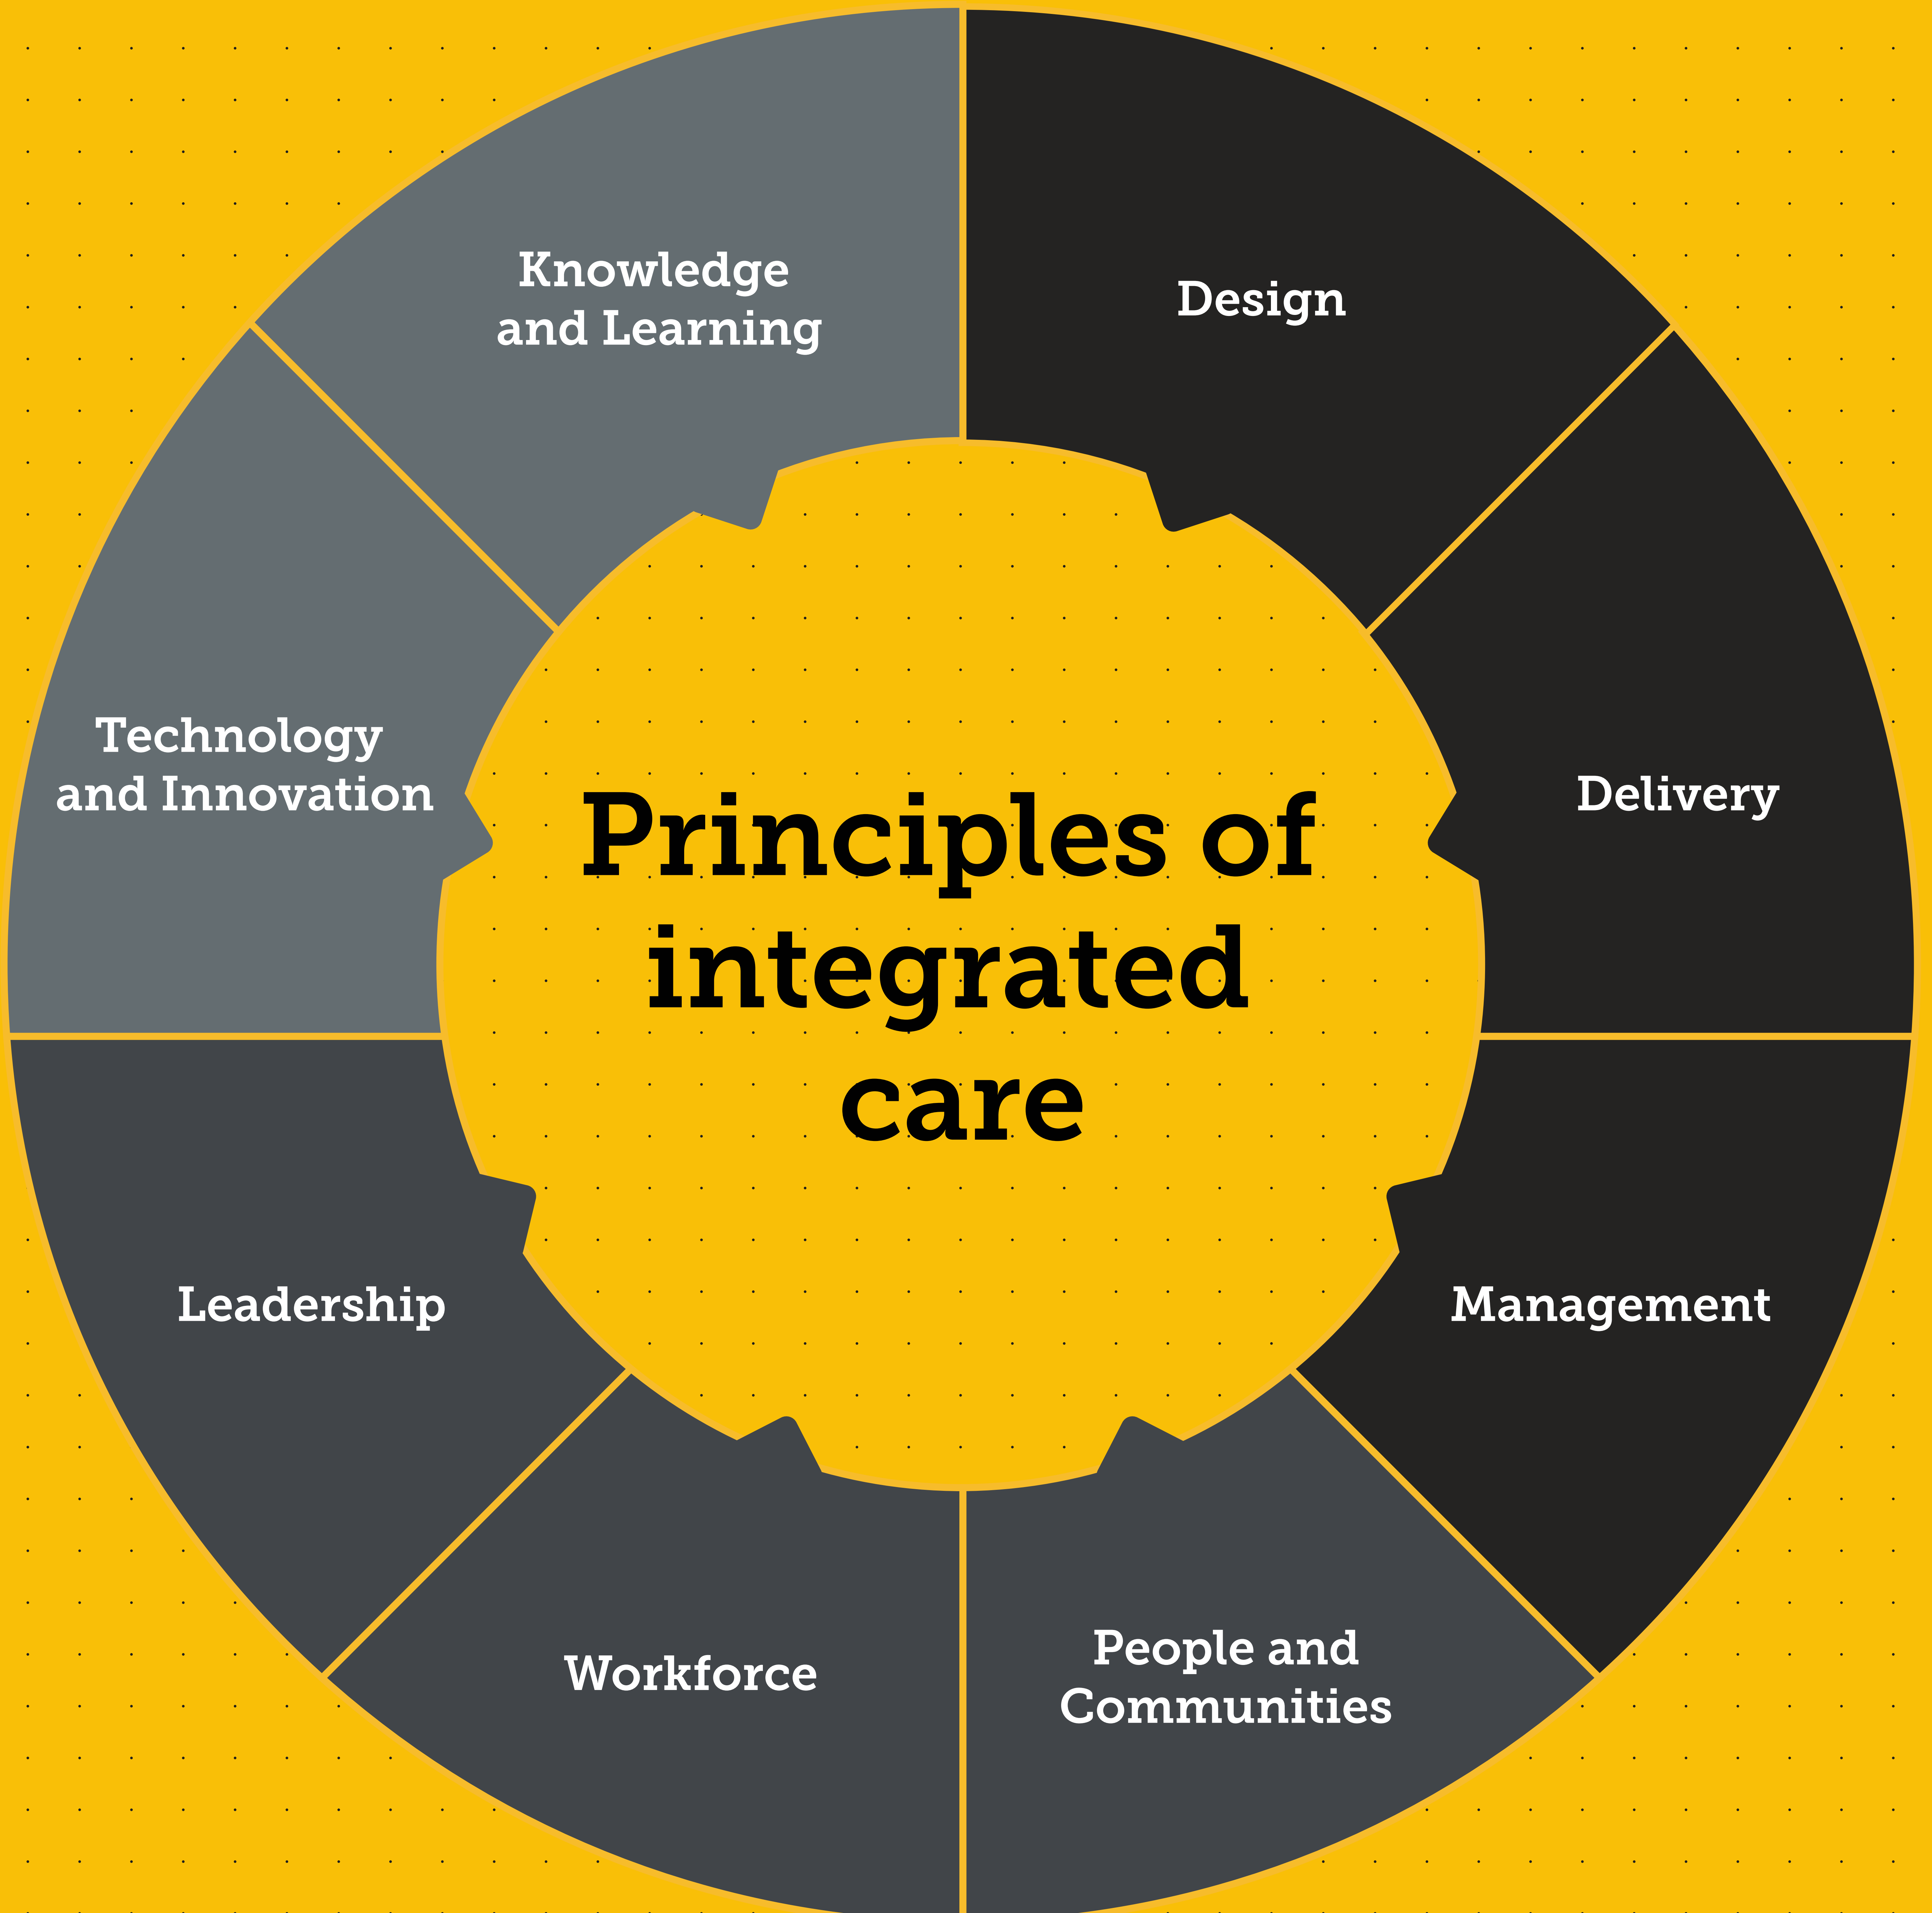 Knowledge
and Learning
Design
Technology
and Innovation
Delivery
Principles of
integrated
care
Leadership
Management
Workforce
People and
Communities